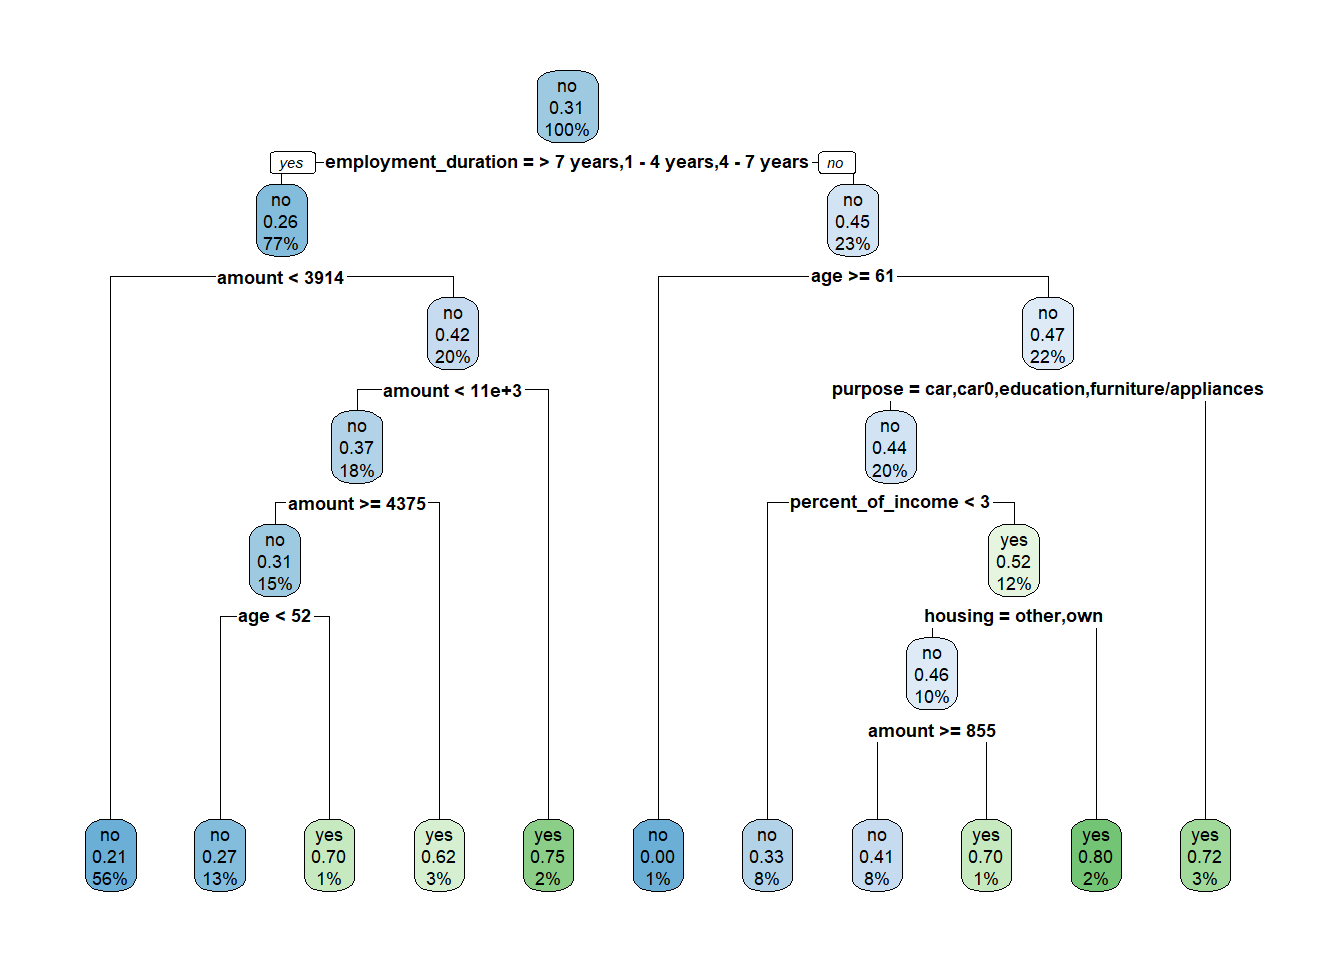 no
0.31
100%
yes employment_duration = > 7 years,1 - 4 years,4 - 7 years no
no
0.26
77%
no
0.45
23%
amount < 3914
age >= 61
no
0.42
20%
no
0.47
22%
amount < 11e+3
purpose = car,car0,education,furniture/appliances
no
0.37
18%
no
0.44
20%
amount >= 4375
percent_of_income < 3
no
0.31
15%
yes
0.52
12%
age < 52
housing = other,own
no
0.46
10%
amount >= 855
no
0.21
56%
no
0.27
13%
yes
0.70
1%
yes
0.62
3%
yes
0.75
2%
no
0.00
1%
no
0.33
8%
no
0.41
8%
yes
0.70
1%
yes
0.80
2%
yes
0.72
3%